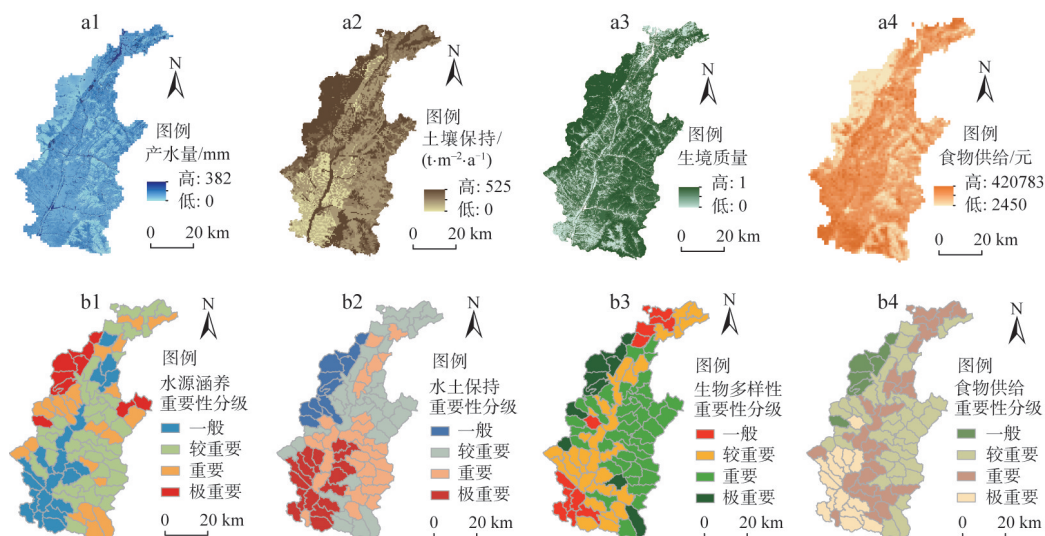 a1
N
图例
产水量/mm
高: 382
低: 0
0 20 km
a2
N
图例
土壤保持/
(t·m⁻²·a⁻¹)
高: 525
低: 0
0 20 km
a3
N
图例
生境质量
高: 1
低: 0
0 20 km
a4
N
图例
食物供给/元
高: 420783
低: 2450
0 20 km
b1
N
图例
水源涵养
重要性分级
一般
较重要
重要
极重要
0 20 km
b2
N
图例
水土保持
重要性分级
一般
较重要
重要
极重要
0 20 km
b3
N
图例
生物多样性
重要性分级
一般
较重要
重要
极重要
0 20 km
b4
N
图例
食物供给
重要性分级
一般
较重要
重要
极重要
0 20 km